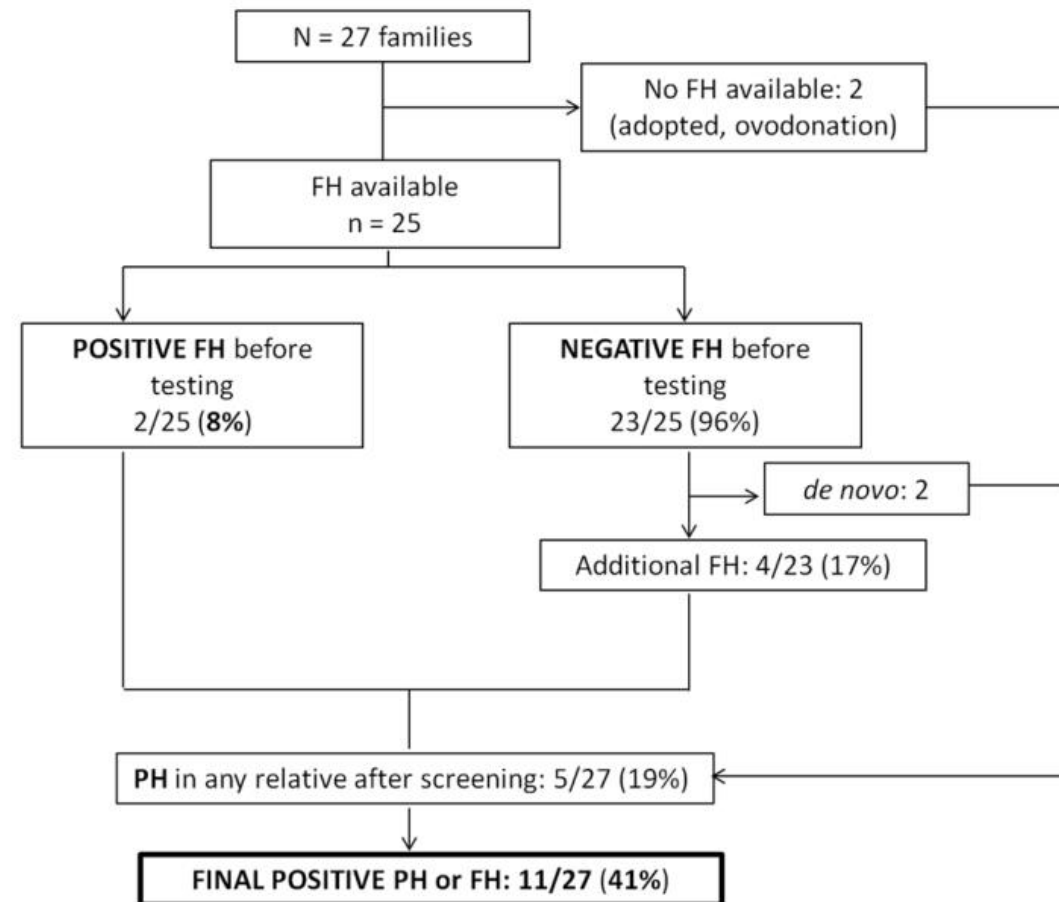 N = 27 families
No FH available: 2
(adopted, ovodonation)
FH available
n = 25
POSITIVE FH before
testing
2/25 (8%)
NEGATIVE FH before
testing
23/25 (96%)
de novo: 2
Additional FH: 4/23 (17%)
PH in any relative after screening: 5/27 (19%)
FINAL POSITIVE PH or FH: 11/27 (41%)